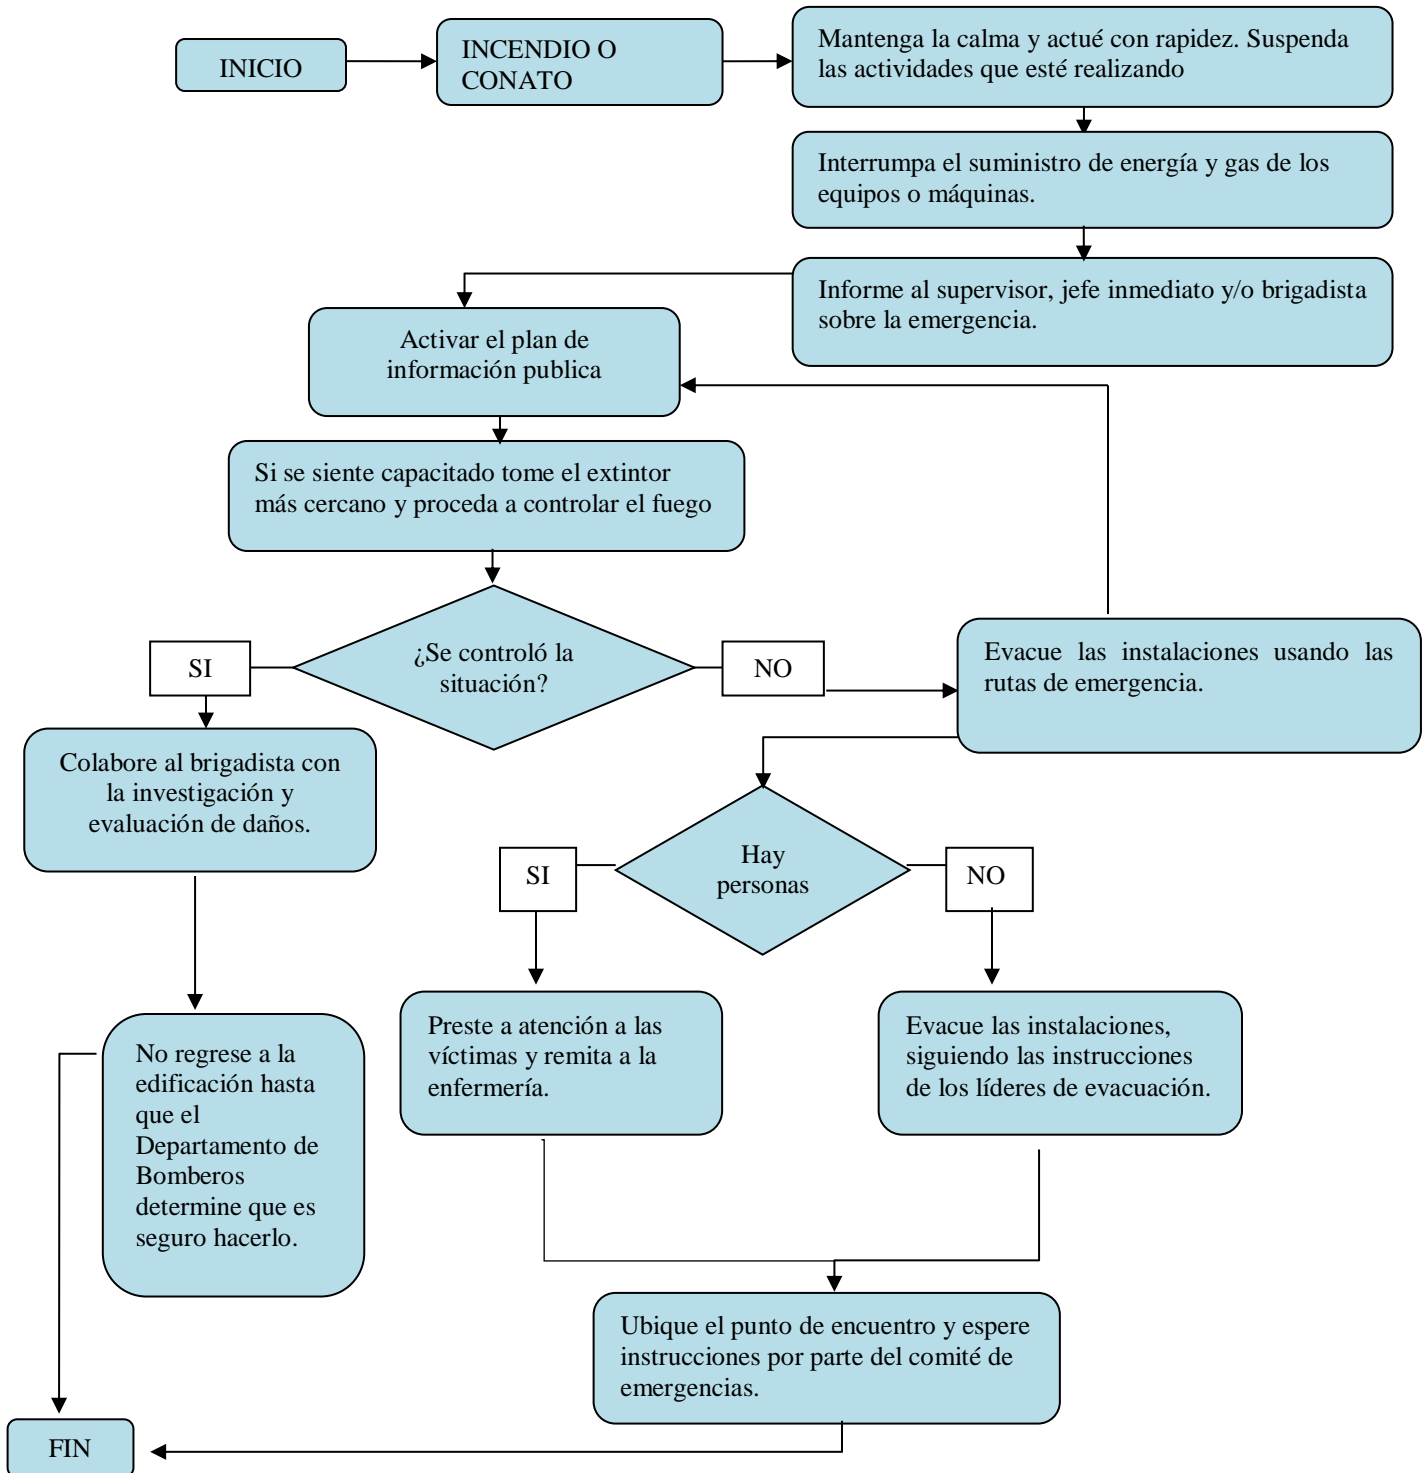 INICIO
INCENDIO O
CONATO
Mantenga la calma y actué con rapidez. Suspenda
las actividades que esté realizando
Interrumpa el suministro de energía y gas de los
equipos o máquinas.
Informe al supervisor, jefe inmediato y/o brigadista
sobre la emergencia.
Activar el plan de
información publica
Si se siente capacitado tome el extintor
más cercano y proceda a controlar el fuego
¿Se controló la
situación?
SI
NO
Evacue las instalaciones usando las
rutas de emergencia.
Colabore al brigadista con
la investigación y
evaluación de daños.
Hay
personas
SI
NO
Preste a atención a las
víctimas y remita a la
enfermería.
Evacue las instalaciones,
siguiendo las instrucciones
de los líderes de evacuación.
No regrese a la
edificación hasta
que el
Departamento de
Bomberos
determine que es
seguro hacerlo.
Ubique el punto de encuentro y espere
instrucciones por parte del comité de
emergencias.
FIN